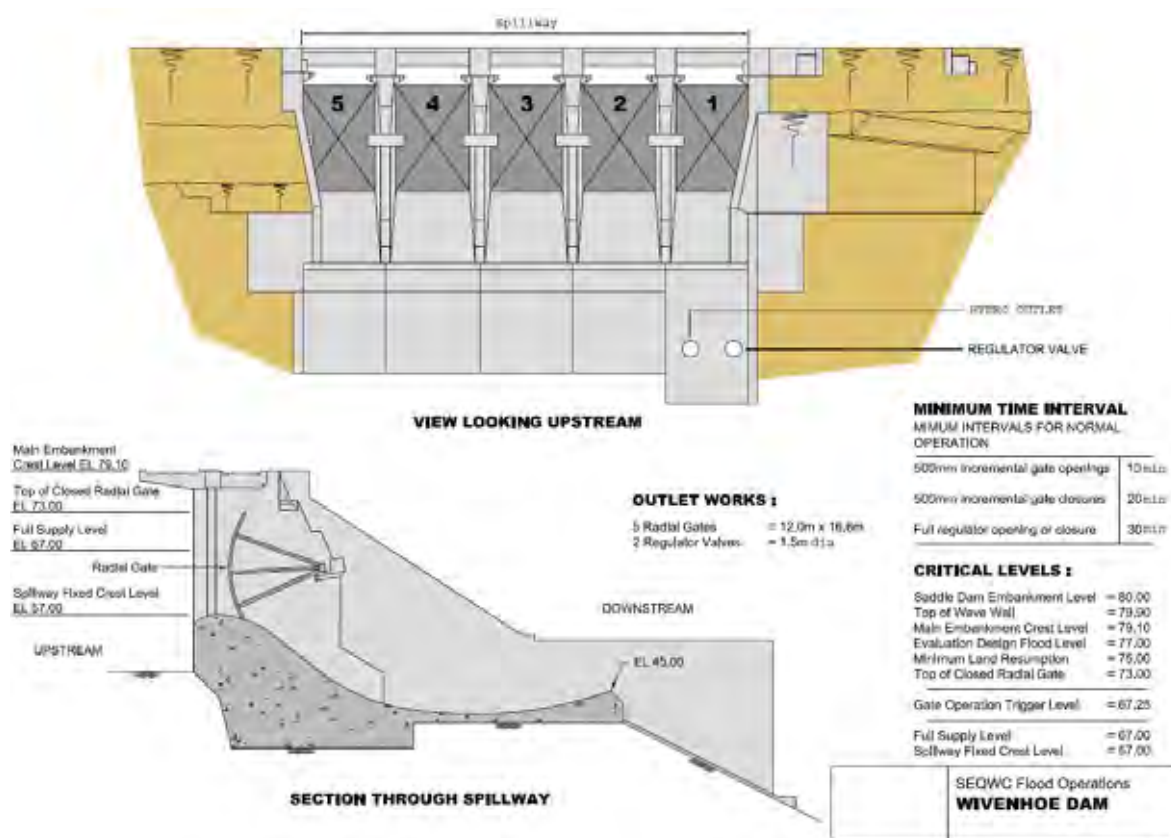 Spillway
5 4 3 2 1
HYDRO OUTLET
REGULATOR VALVE
VIEW LOOKING UPSTREAM
Main Embankment
Crest Level EL 79.10
Top of Closed Radial Gate
EL 73.00
Full Supply Level
EL 67.00
Radial Gate
Spillway Fixed Crest Level
EL 57.00
UPSTREAM
DOWNSTREAM
EL 45.00
SECTION THROUGH SPILLWAY
OUTLET WORKS :
5 Radial Gates = 12.0m x 16.6m
2 Regulator Valves = 1.5m dia
MINIMUM TIME INTERVAL
MIMUM INTERVALS FOR NORMAL
OPERATION
500mm incremental gate openings 10min
500mm incremental gate closures 20min
Full regulator opening or closure 30min
CRITICAL LEVELS :
Saddle Dam Embankment Level = 80.00
Top of Wave Wall = 79.90
Main Embankment Crest Level = 79.10
Evaluation Design Flood Level = 77.00
Minimum Land Resumption = 75.00
Top of Closed Radial Gate = 73.00
Gate Operation Trigger Level = 67.25
Full Supply Level = 67.00
Spillway Fixed Crest Level = 57.00
SEQWC Flood Operations
WIVENHOE DAM